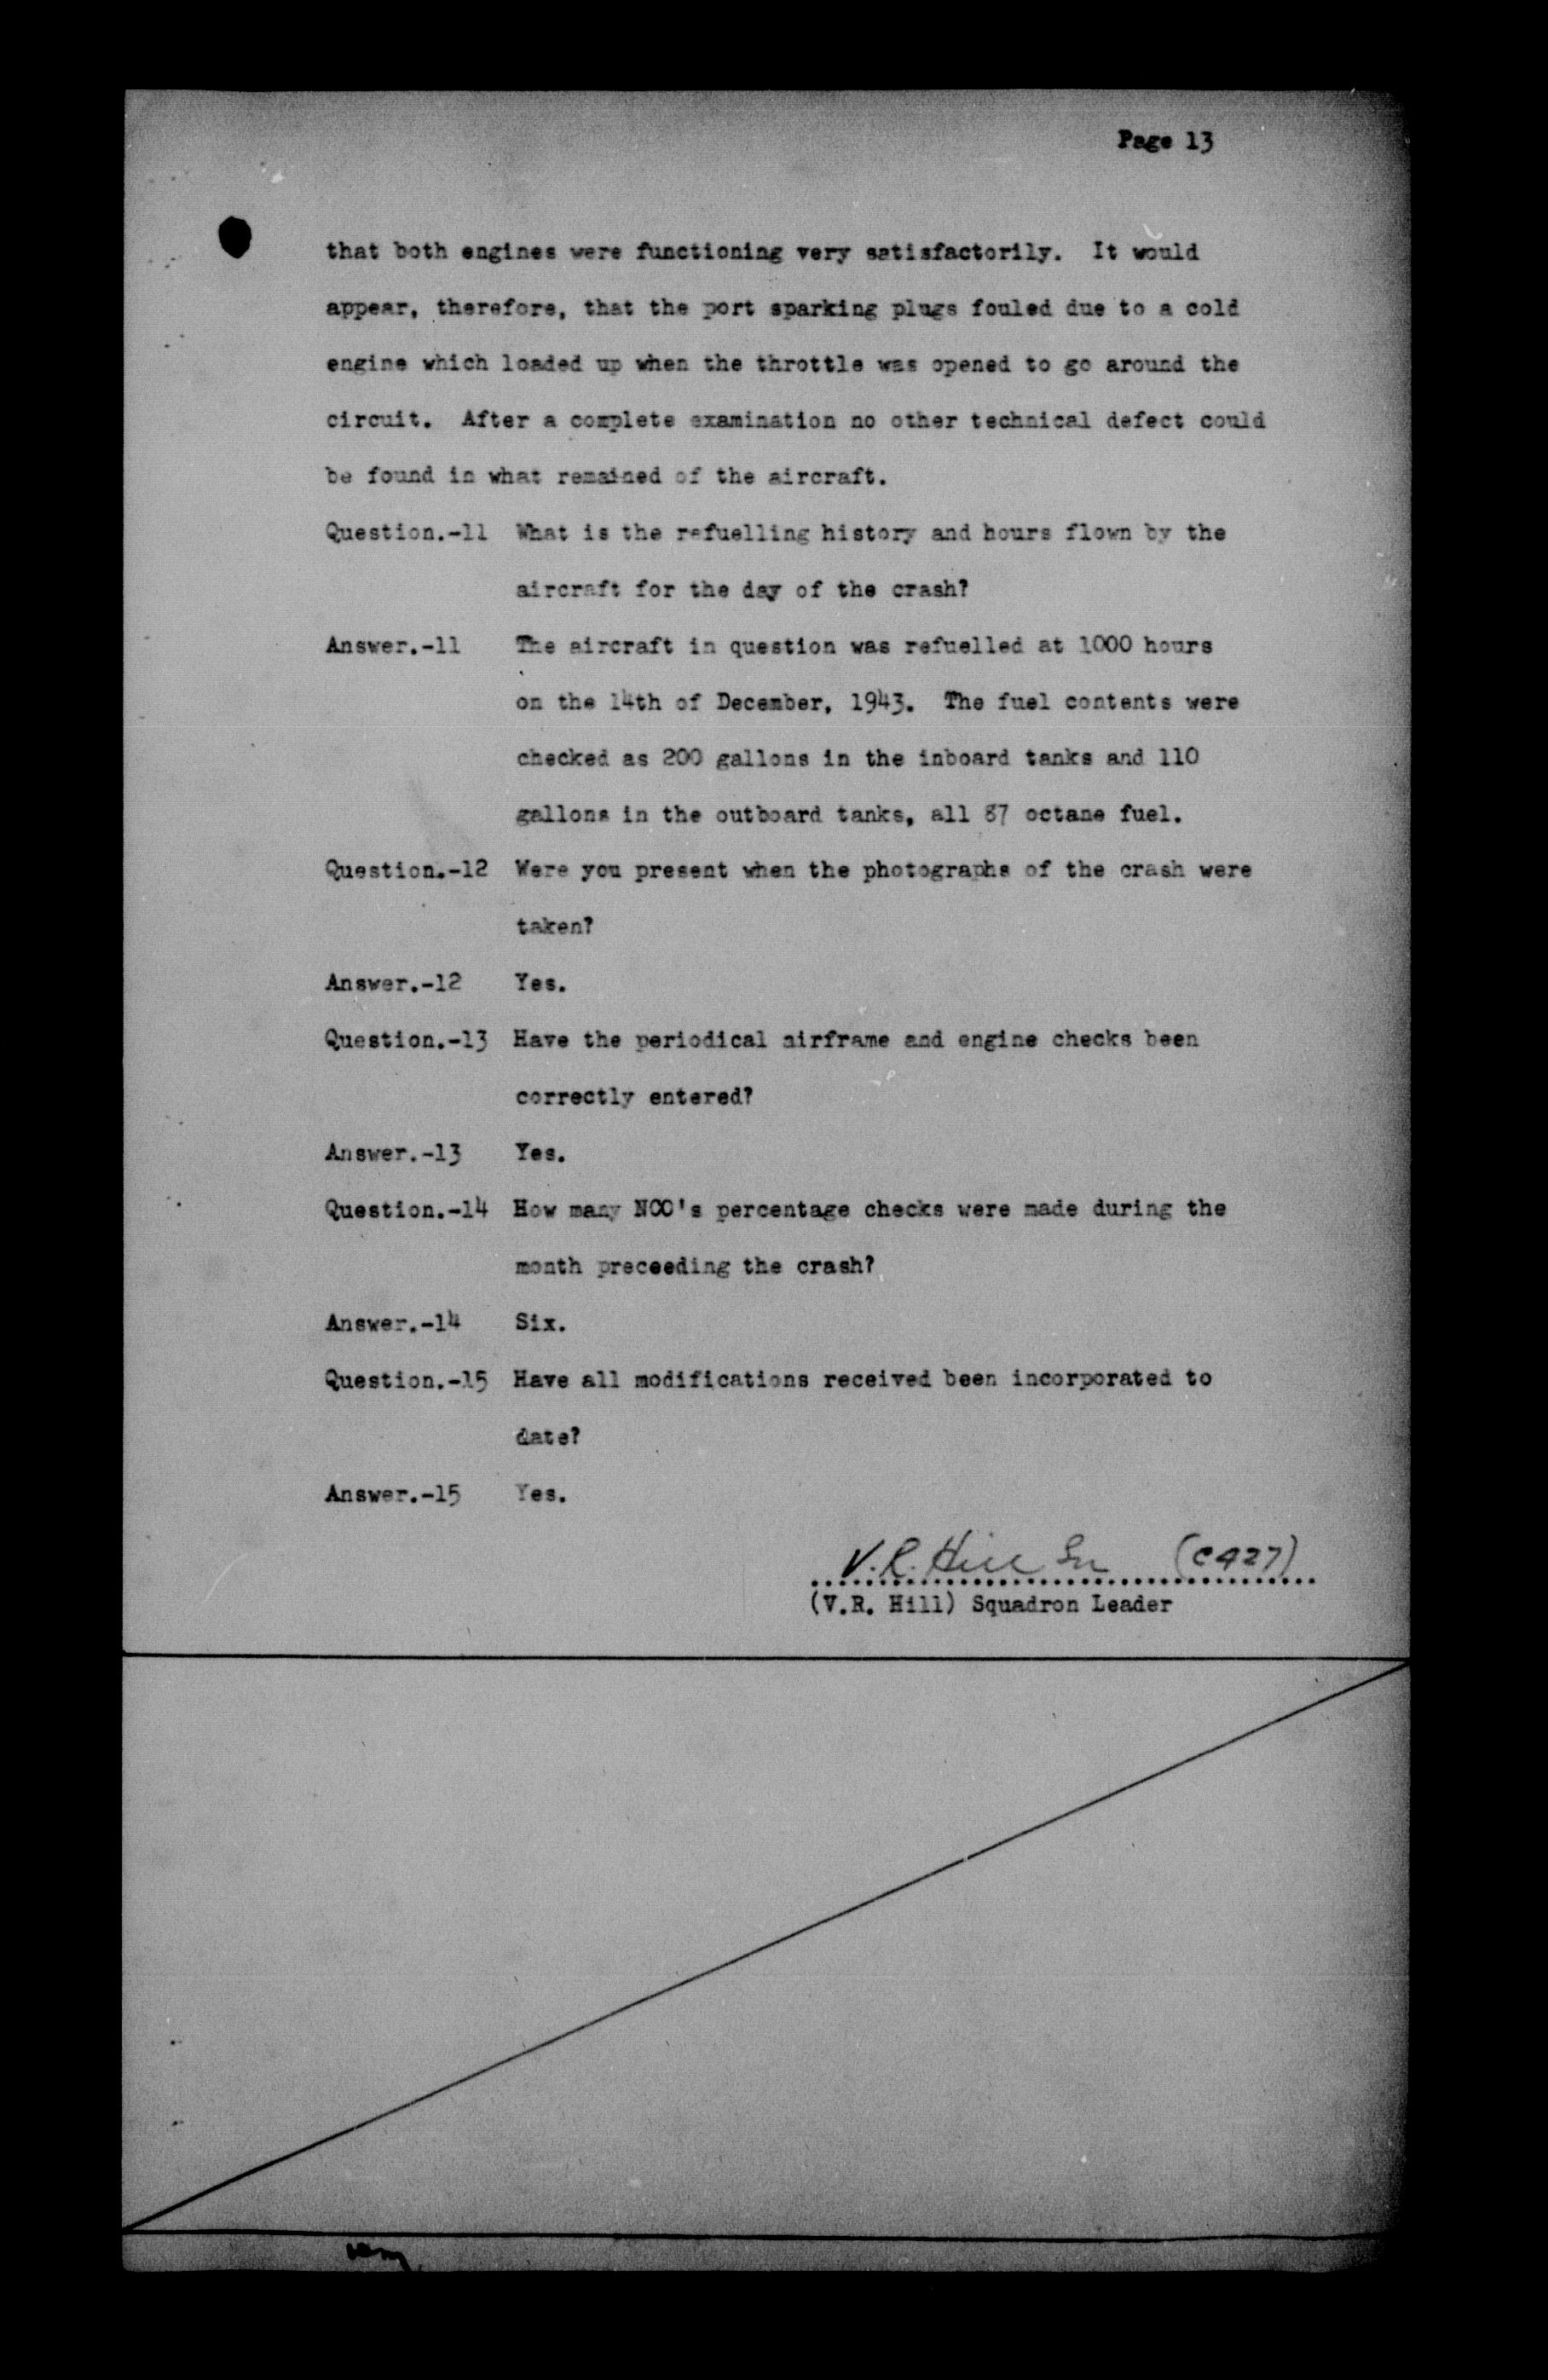 Page 13
that both engines were functioning very satisfactorily. It would
appear, therefore, that the port sparking plugs fouled due to a cold
engine which loaded up when the throttle was opened to go around the
circuit. After a complete examination no other technical defect could
be found in what remained of the aircraft.
Question.-11 What is the refuelling history and hours flown by the
aircraft for the day of the crash?
Answer.-11 The aircraft in question was refuelled at 1000 hours
on the 14th of December, 1943. The fuel contents were
checked as 200 gallons in the inboard tanks and 110
gallons in the outboard tanks, all 87 octane fuel.
Question.-12 Were you present when the photographs of the crash were
taken?
Answer.-12 Yes.
Question.-13 Have the periodical airframe and engine checks been
correctly entered?
Answer.-13 Yes.
Question.-14 How many NCO's percentage checks were made during the
month preceeding the crash?
Answer.-14 Six.
Question.-15 Have all modifications received been incorporated to
date?
Answer.-15 Yes.
V.R. Hill (C427)
(V.R. Hill) Squadron Leader